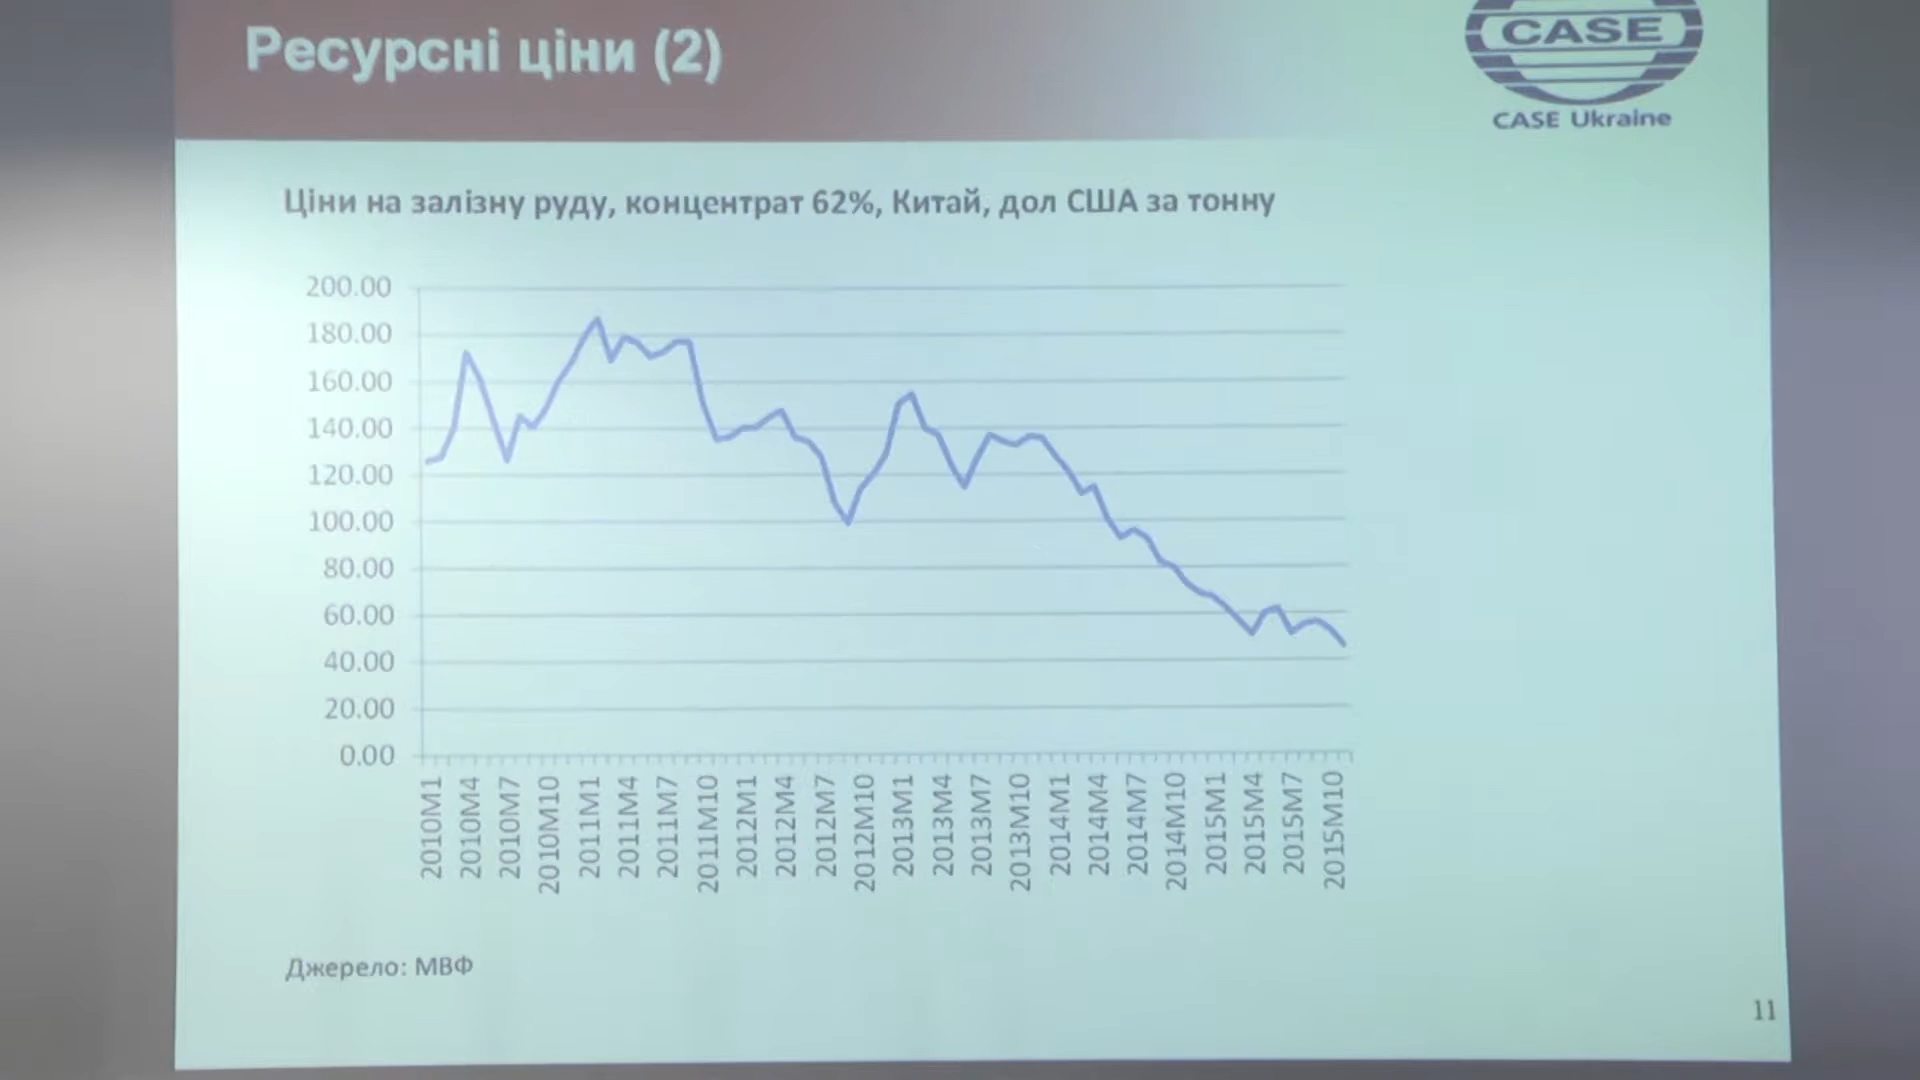 Ресурсні ціни (2)
CASE
CASE Ukraine
Ціни на залізну руду, концентрат 62%, Китай, дол США за тонну
200.00
180.00
160.00
140.00
120.00
100.00
80.00
60.00
40.00
20.00
0.00
2010M1
2010M4
2010M7
2010M10
2011M1
2011M4
2011M7
2011M10
2012M1
2012M4
2012M7
2012M10
2013M1
2013M4
2013M7
2013M10
2014M1
2014M4
2014M7
2014M10
2015M1
2015M4
2015M7
2015M10
Джерело: МВФ
11